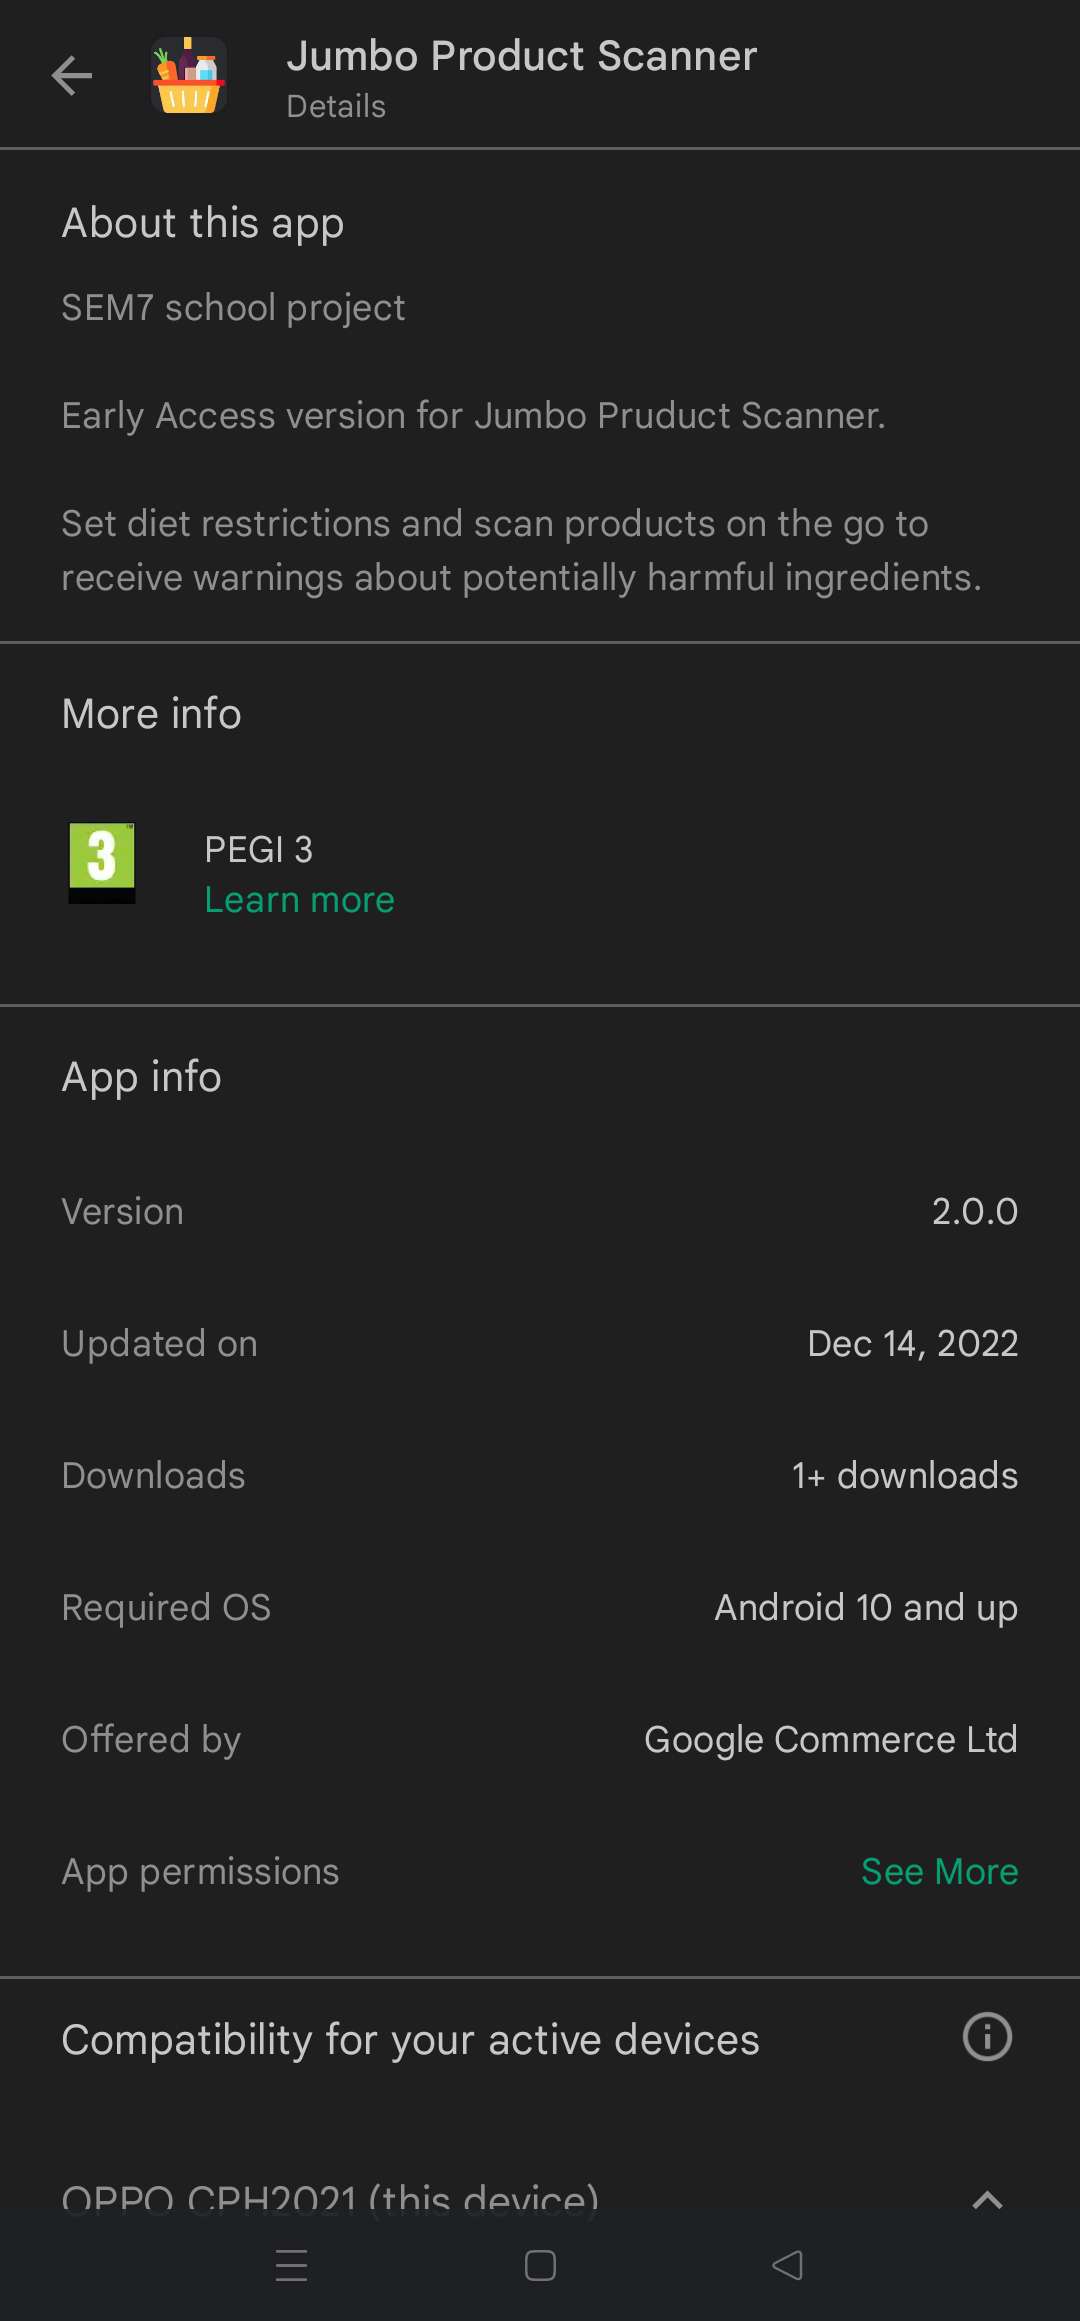 Jumbo Product Scanner
Details
About this app
SEM7 school project
Early Access version for Jumbo Pruduct Scanner.
Set diet restrictions and scan products on the go to
receive warnings about potentially harmful ingredients.
More info
3
PEGI 3
Learn more
App info
Version 2.0.0
Updated on Dec 14, 2022
Downloads 1+ downloads
Required OS Android 10 and up
Offered by Google Commerce Ltd
App permissions See More
Compatibility for your active devices
OPPO CPH2021 (this device)